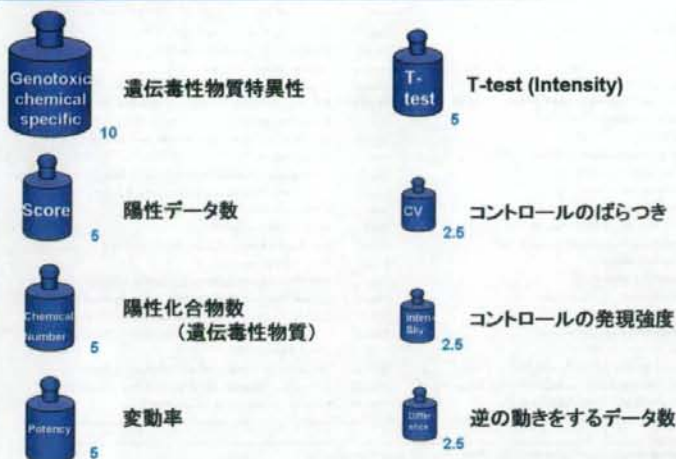 Genotoxic
chemical
specific
10
遺伝毒性物質特異性
Score
5
陽性データ数
Chemical
Number
5
陽性化合物数
(遺伝毒性物質)
Potency
5
変動率
T-
test
5
T-test (Intensity)
CV
2.5
コントロールのばらつき
Inten-
Sky
2.5
コントロールの発現強度
Differ
ence
2.5
逆の動きをするデータ数